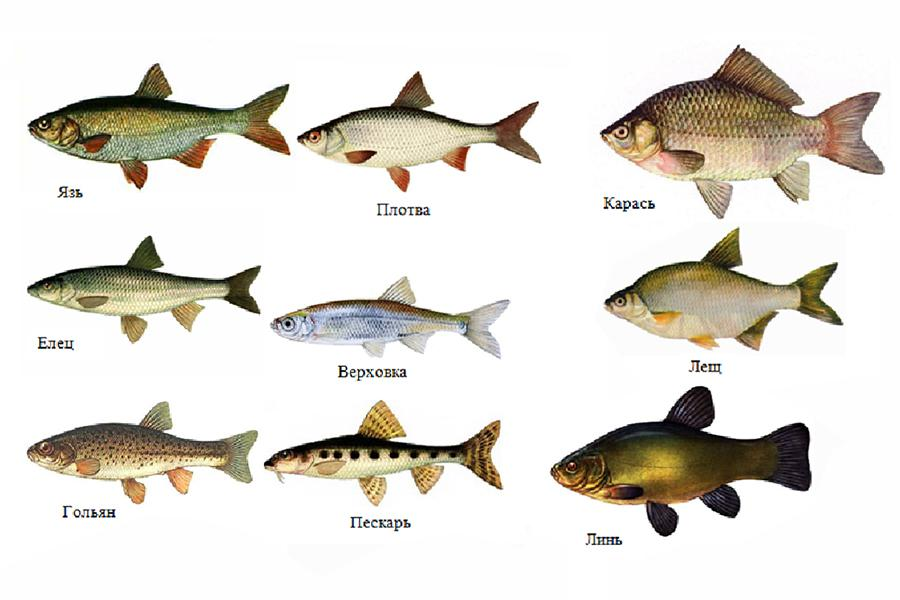 Язь
Плотва
Карась
Елец
Верховка
Лещ
Гольян
Пескарь
Линь